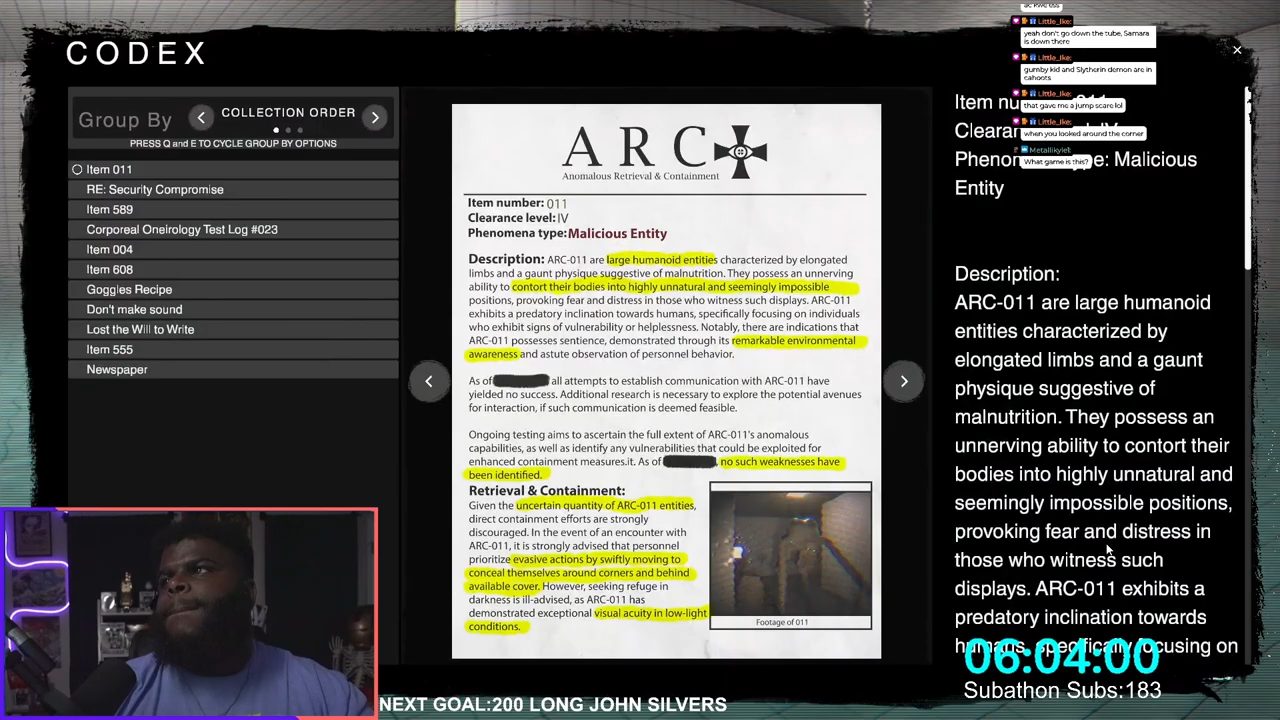 CODEX
Group By
COLLECTION ORDER
PRESS Q and E TO CYCLE GROUP BY OPTIONS
Item 011
RE: Security Compromise
Item 589
Corporeal Oneirology Test Log #023
Item 004
Item 608
Goggles Recipe
Don't make sound
Lost the Will to Write
Item 555
Newspaper
ARC
Anomalous Retrieval & Containment
Item number: 011
Clearance level: IV
Phenomena type: Malicious Entity
Description: ARC-011 are large humanoid entities characterized by elongated
limbs and a gaunt physique suggestive of malnutrition. They possess an unnerving
ability to contort their bodies into highly unnatural and seemingly impossible
positions, provoking fear and distress in those who witness such displays. ARC-011
exhibits a predatory inclination towards humans, specifically focusing on individuals
who exhibit signs of vulnerability or helplessness. Notably, there are indications that
ARC-011 possesses sentience, demonstrated through its remarkable environmental
awareness and astute observation of personnel behavior.
As of all attempts to establish communication with ARC-011 have
yielded no success. Additional research is necessary to explore the potential avenues
for interaction, if such communication is deemed feasible.
Ongoing testing aims to ascertain the full extent of ARC-011's anomalous
capabilities, as well as identify any vulnerabilities that could be exploited for
enhanced containment measures.it. As of , no such weaknesses have
been identified.
Retrieval & Containment:
Given the uncertain quantity of ARC-011 entities,
direct containment efforts are strongly
discouraged. In the event of an encounter with
ARC-011, it is strongly advised that personnel
prioritize evasive actions by swiftly moving to
conceal themselves around corners and behind
available cover. However, seeking refuge in
darkness is ill-advised, as ARC-011 has
demonstrated exceptional visual acuity in low-light
conditions.
Footage of 011
Little_Ike:
yeah don't go down the tube, Samara
is down there
Little_Ike:
gumby kid and Slytherin demon are in
cahoots
Little_Ike:
that gave me a jump scare lol
Little_Ike:
when you looked around the corner
Metallikyle1:
What game is this?
Item 011
Clearan IV
Phenom e: Malicious
Entity
Description:
ARC-011 are large humanoid
entities characterized by
elongated limbs and a gaunt
physique suggestive of
malnutrition. They possess an
unnerving ability to contort their
bodies into highly unnatural and
seemingly impossible positions,
provoking fear and distress in
those who witness such
displays. ARC-011 exhibits a
predatory inclination towards
humans, specifically focusing on
06:04:00
Subathon Subs:183
NEXT GOAL:200 LONG JOHN SILVERS